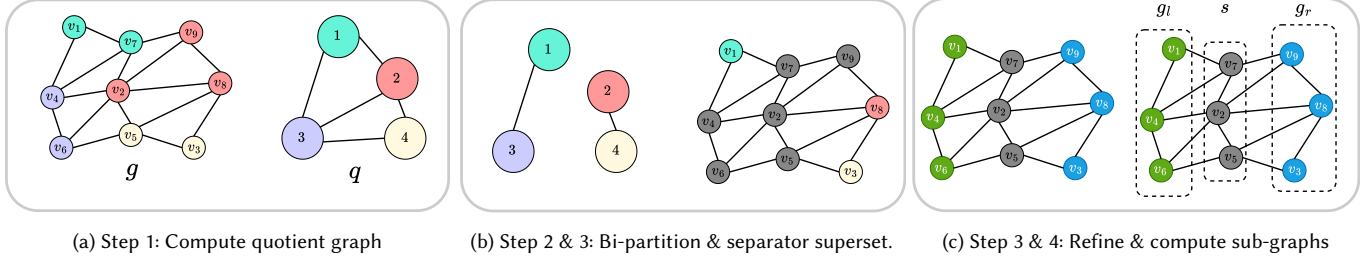 v1
v7
v9
v4
v2
v8
v6
v5
v3
g
1
2
3
4
q
1
2
3
4
v1
v7
v9
v4
v2
v8
v6
v5
v3
v1
v7
v9
v4
v2
v8
v6
v5
v3
gl
s
gr
v1
v7
v9
v4
v2
v8
v6
v5
v3
(a) Step 1: Compute quotient graph
(b) Step 2 & 3: Bi-partition & separator superset.
(c) Step 3 & 4: Refine & compute sub-graphs